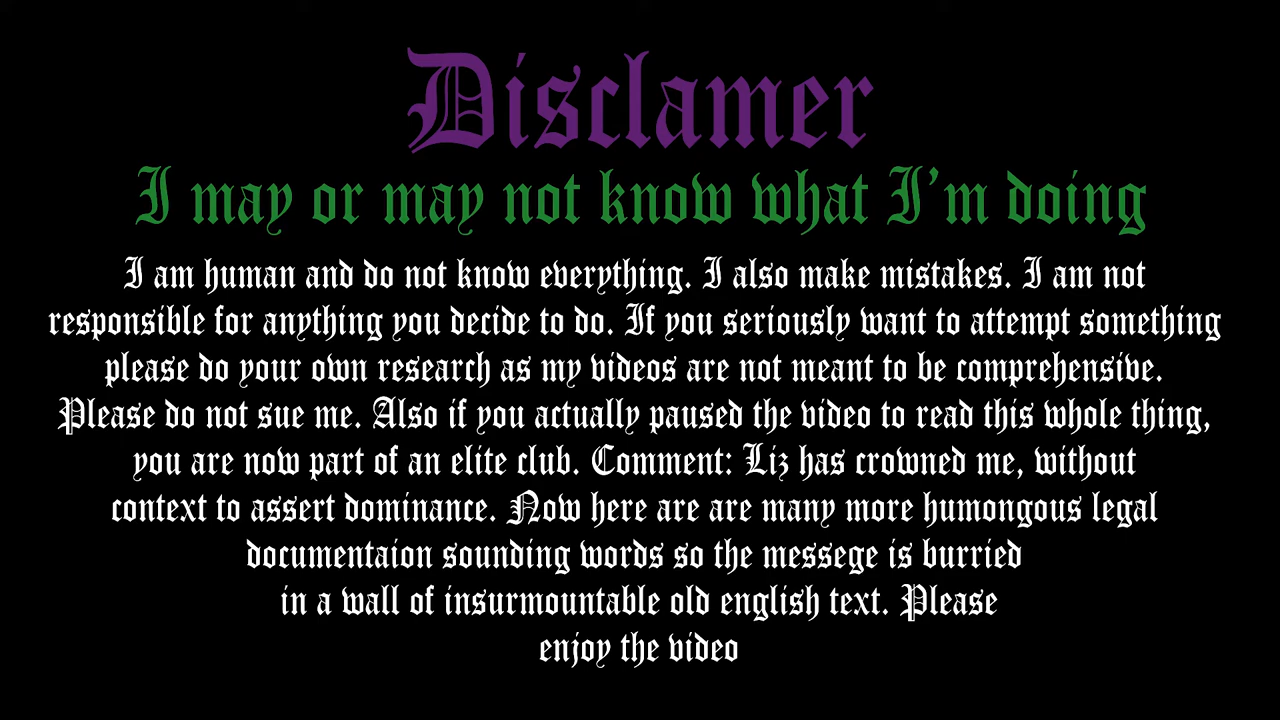 Disclamer
I may or may not know what I'm doing
I am human and do not know everything. I also make mistakes. I am not
responsible for anything you decide to do. If you seriously want to attempt something
please do your own research as my videos are not meant to be comprehensive.
Please do not sue me. Also if you actually paused the video to read this whole thing,
you are now part of an elite club. Comment: Liz has crowned me, without
context to assert dominance. Now here are are many more humongous legal
documentaion sounding words so the messege is burried
in a wall of insurmountable old english text. Please
enjoy the video